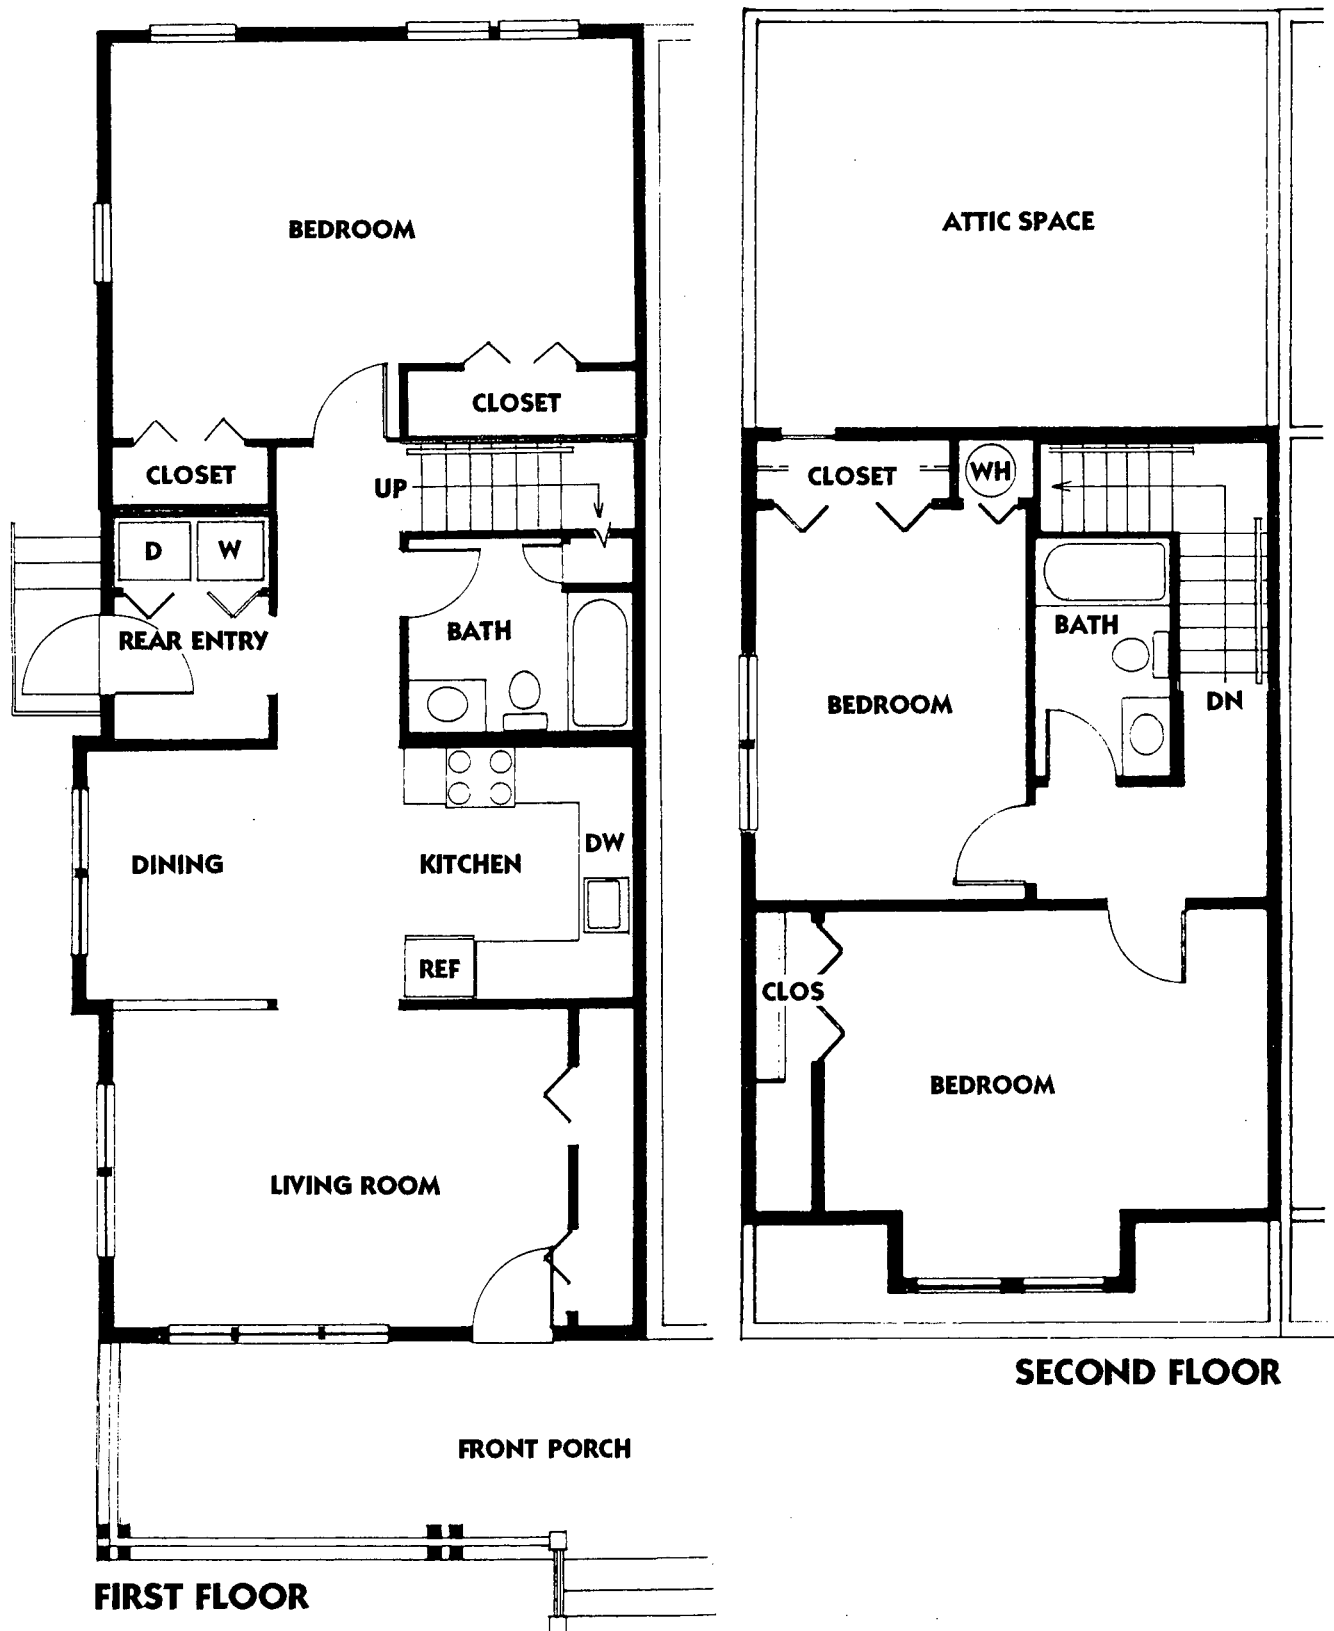 BEDROOM
CLOSET
CLOSET
UP
D
W
REAR ENTRY
BATH
DINING
KITCHEN
DW
REF
LIVING ROOM
FRONT PORCH
FIRST FLOOR
ATTIC SPACE
CLOSET
WH
BATH
BEDROOM
DN
CLOS
BEDROOM
SECOND FLOOR